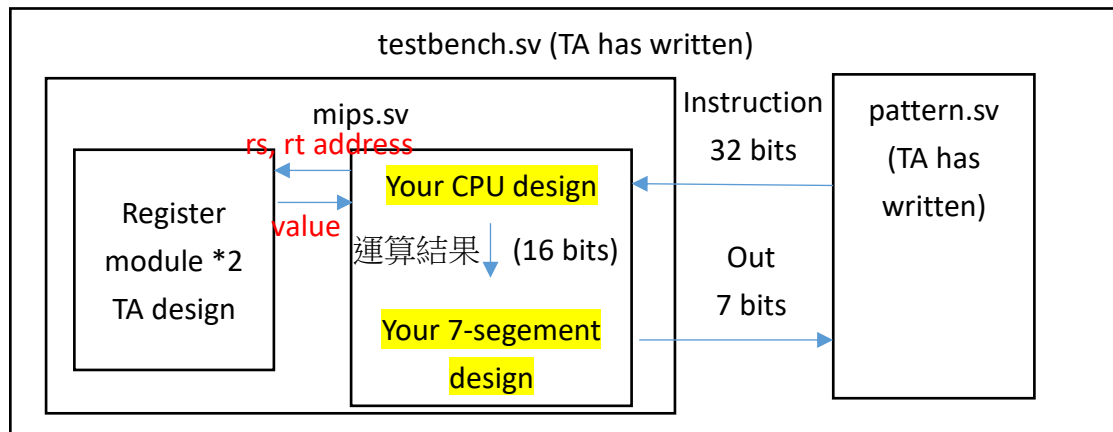 testbench.sv (TA has written)
mips.sv
rs, rt address
value
Register
module *2
TA design
Your CPU design
運算結果 (16 bits)
Your 7-segement
design
Instruction
32 bits
Out
7 bits
pattern.sv
(TA has
written)